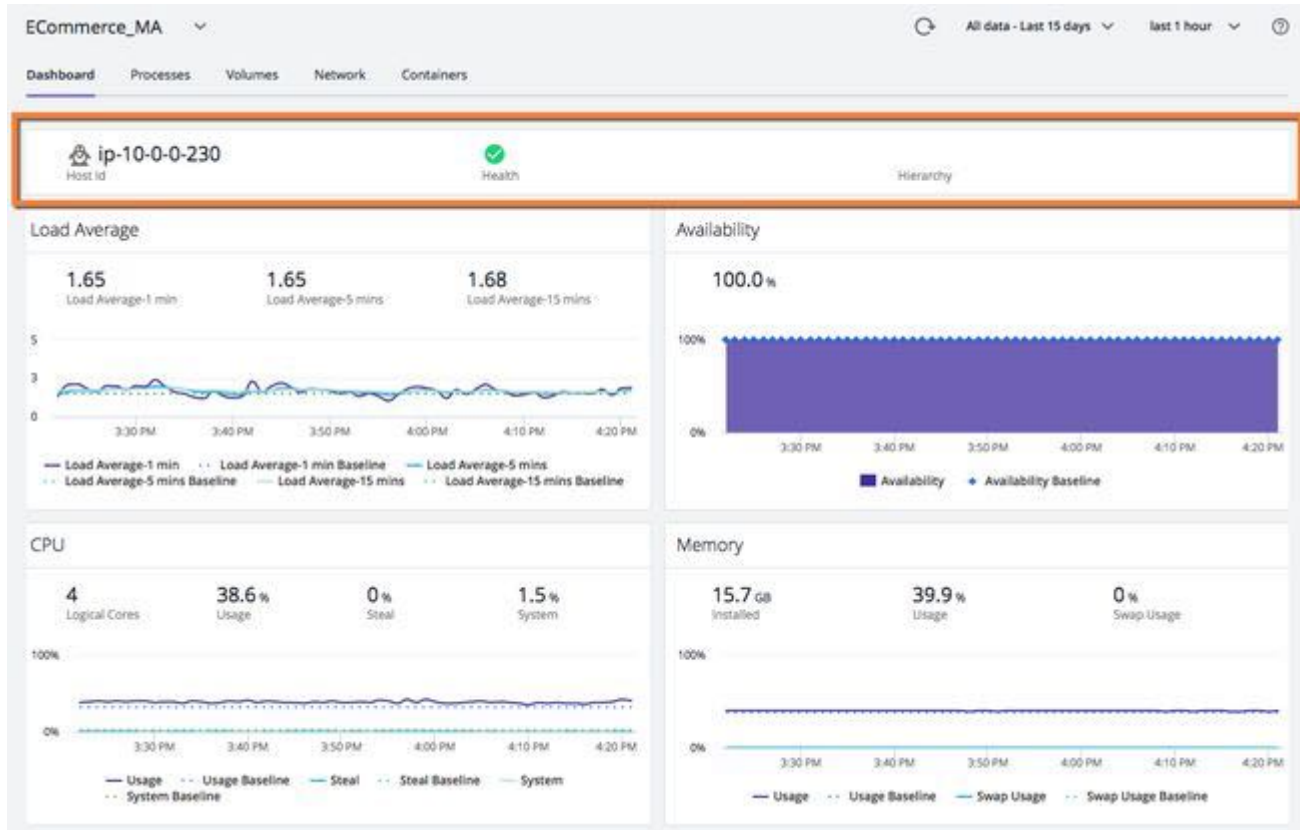 ECommerce_MA All data - Last 15 days last 1 hour ?
Dashboard Processes Volumes Network Containers
ip-10-0-0-230
Host Id Health Hierarchy
Load Average
1.65 1.65 1.68
Load Average-1 min Load Average-5 mins Load Average-15 mins
5
3
0
3:30 PM 3:40 PM 3:50 PM 4:00 PM 4:10 PM 4:20 PM
Load Average-1 min Load Average-1 min Baseline Load Average-5 mins
Load Average-5 mins Baseline Load Average-15 mins Load Average-15 mins Baseline
Availability
100.0 %
100%
0%
3:30 PM 3:40 PM 3:50 PM 4:00 PM 4:10 PM 4:20 PM
Availability Availability Baseline
CPU
4 38.6 % 0 % 1.5 %
Logical Cores Usage Steal System
100%
0%
3:30 PM 3:40 PM 3:50 PM 4:00 PM 4:10 PM 4:20 PM
Usage Usage Baseline Steal Steal Baseline System
System Baseline
Memory
15.7 GB 39.9 % 0 %
Installed Usage Swap Usage
100%
0%
3:30 PM 3:40 PM 3:50 PM 4:00 PM 4:10 PM 4:20 PM
Usage Usage Baseline Swap Usage Swap Usage Baseline